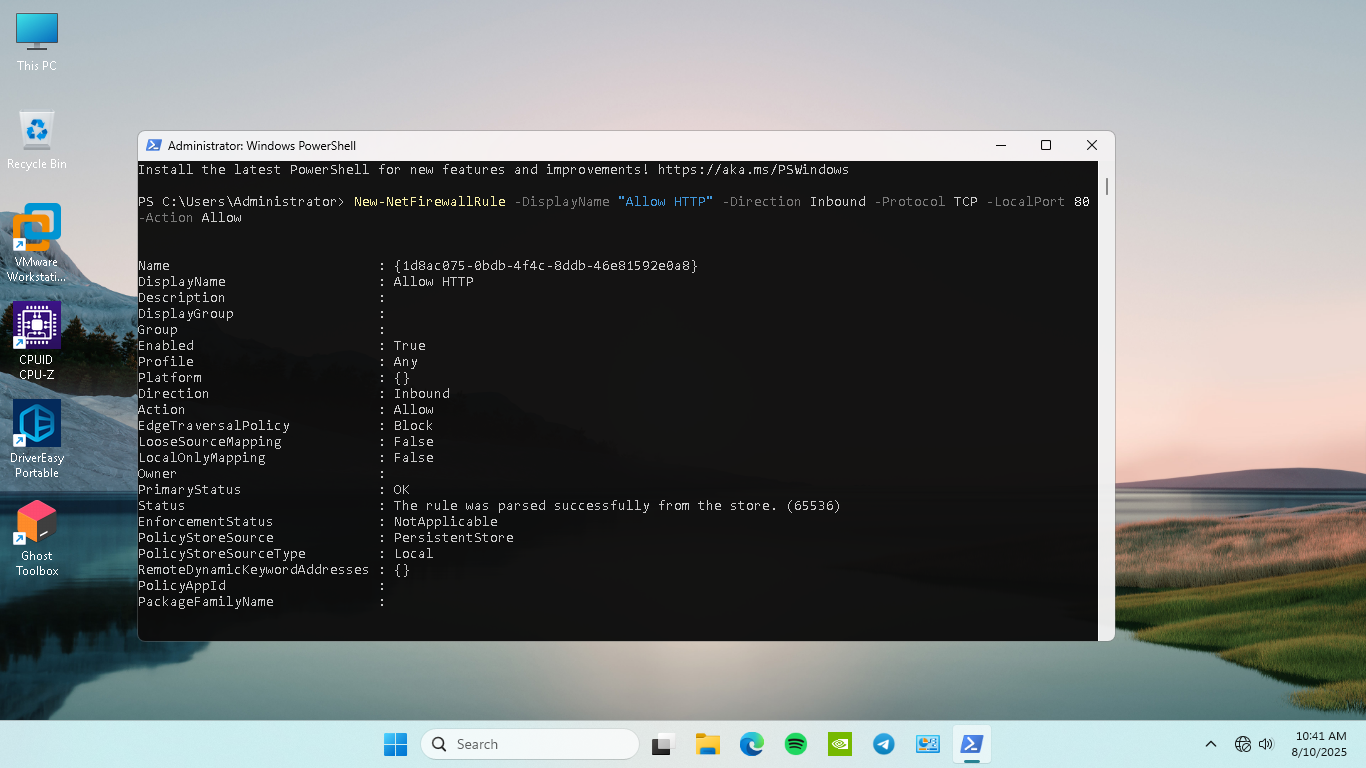 This PC
Recycle Bin
VMware
Workstati...
CPUID
CPU-Z
DriverEasy
Portable
Ghost
Toolbox
Administrator: Windows PowerShell
Install the latest PowerShell for new features and improvements! https://aka.ms/PSWindows
PS C:\Users\Administrator> New-NetFirewallRule -DisplayName "Allow HTTP" -Direction Inbound -Protocol TCP -LocalPort 80
-Action Allow
Name : {1d8ac075-0bdb-4f4c-8ddb-46e81592e0a8}
DisplayName : Allow HTTP
Description :
DisplayGroup :
Group :
Enabled : True
Profile : Any
Platform : {}
Direction : Inbound
Action : Allow
EdgeTraversalPolicy : Block
LooseSourceMapping : False
LocalOnlyMapping : False
Owner :
PrimaryStatus : OK
Status : The rule was parsed successfully from the store. (65536)
EnforcementStatus : NotApplicable
PolicyStoreSource : PersistentStore
PolicyStoreSourceType : Local
RemoteDynamicKeywordAddresses : {}
PolicyAppId :
PackageFamilyName :
Search
10:41 AM
8/10/2025